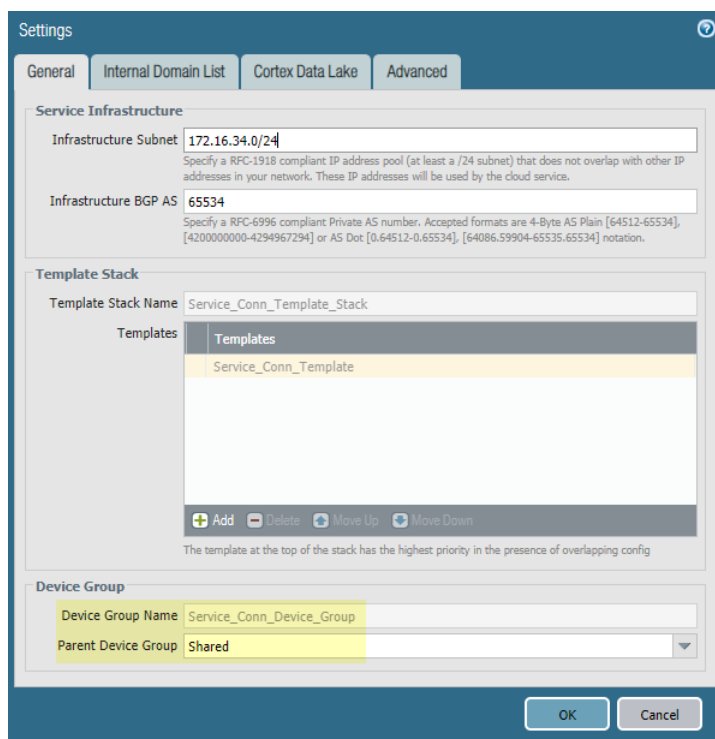 Settings
General
Internal Domain List
Cortex Data Lake
Advanced
Service Infrastructure
Infrastructure Subnet 172.16.34.0/24
Specify a RFC-1918 compliant IP address pool (at least a /24 subnet) that does not overlap with other IP
addresses in your network. These IP addresses will be used by the cloud service.
Infrastructure BGP AS 65534
Specify a RFC-6996 compliant Private AS number. Accepted formats are 4-Byte AS Plain [64512-65534],
[4200000000-4294967294] or AS Dot [0.64512-0.65534], [64086.59904-65535.65534] notation.
Template Stack
Template Stack Name Service_Conn_Template_Stack
Templates
Templates
Service_Conn_Template
Add Delete Move Up Move Down
The template at the top of the stack has the highest priority in the presence of overlapping config
Device Group
Device Group Name Service_Conn_Device_Group
Parent Device Group Shared
OK Cancel